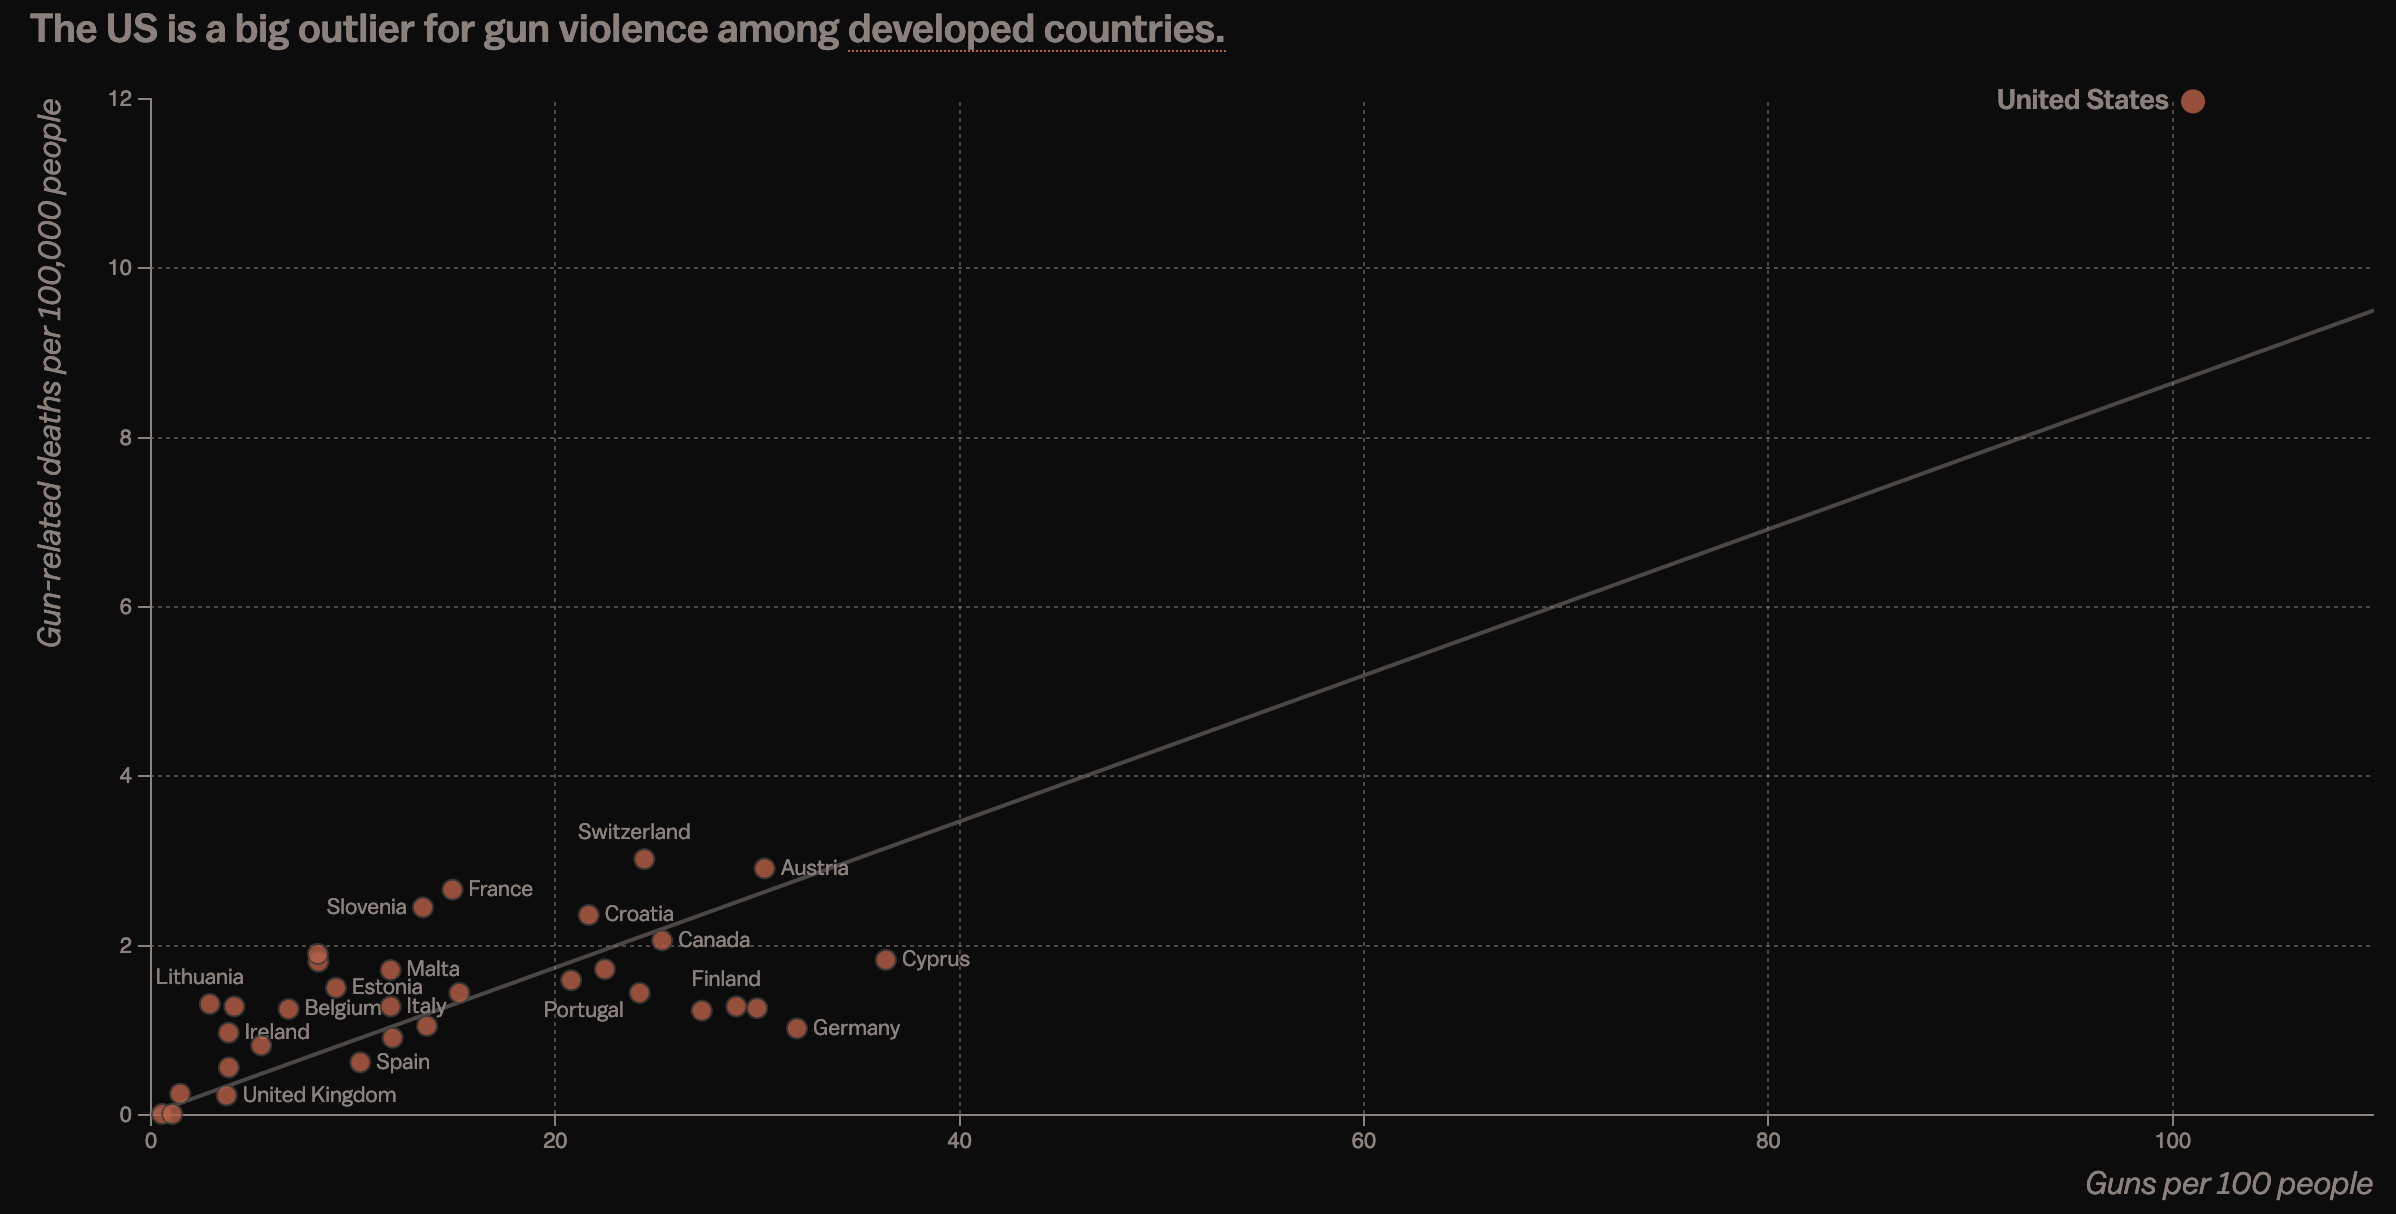 The US is a big outlier for gun violence among developed countries.
Gun-related deaths per 100,000 people
12
10
8
6
4
2
0
United States
Switzerland
Austria
France
Slovenia
Croatia
Canada
Cyprus
Malta
Lithuania
Finland
Estonia
Belgium
Italy
Portugal
Germany
Ireland
Spain
United Kingdom
0
20
40
60
80
100
Guns per 100 people